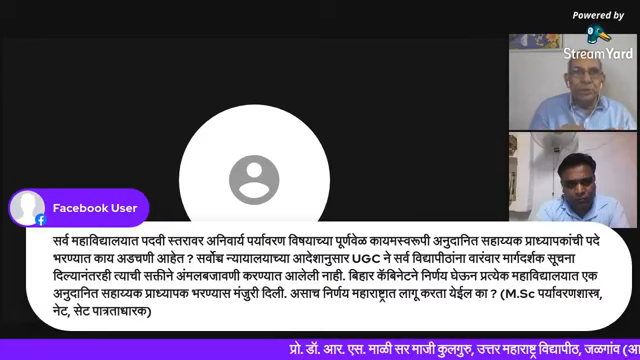 Powered by
StreamYard
Facebook User
सर्व महाविद्यालयात पदवी स्तरावर अनिवार्य पर्यावरण विषयाच्या पूर्णवेळ कायमस्वरूपी अनुदानित सहाय्यक प्राध्यापकांची पदे
भरण्यात काय अडचणी आहेत ? सर्वोच्च न्यायालयाच्या आदेशानुसार UGC ने सर्व विद्यापीठांना वारंवार मार्गदर्शक सूचना
दिल्यानंतरही त्याची सक्तीने अंमलबजावणी करण्यात आलेली नाही. बिहार कॅबिनेटने निर्णय घेऊन प्रत्येक महाविद्यालयात एक
अनुदानित सहाय्यक प्राध्यापक भरण्यास मंजुरी दिली. असाच निर्णय महाराष्ट्रात लागू करता येईल का ? (M.Sc पर्यावरणशास्त्र,
नेट, सेट पात्रताधारक)
प्रो. डॉ. आर. एस. माळी सर माजी कुलगुरु, उत्तर महाराष्ट्र विद्यापीठ, जळगांव (अ